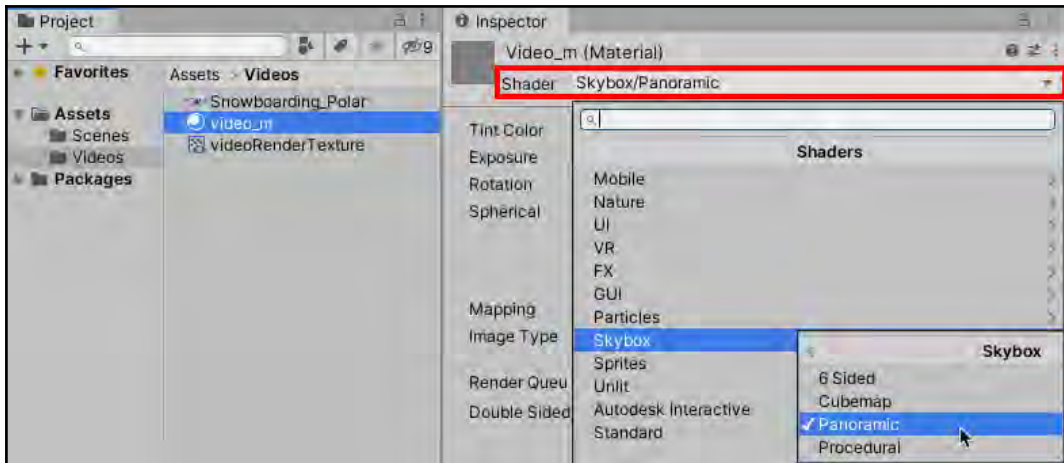 Project
9
Favorites
Assets
Scenes
Videos
Packages
Assets > Videos
Snowboarding_Polar
video_m
videoRenderTexture
Inspector
Video_m (Material)
Shader Skybox/Panoramic
Tint Color
Exposure
Rotation
Spherical
Mapping
Image Type
Render Queu
Double Sided
Shaders
Mobile
Nature
UI
VR
FX
GUI
Particles
Skybox
Sprites
Unlit
Autodesk Interactive
Standard
Skybox
6 Sided
Cubemap
Panoramic
Procedural